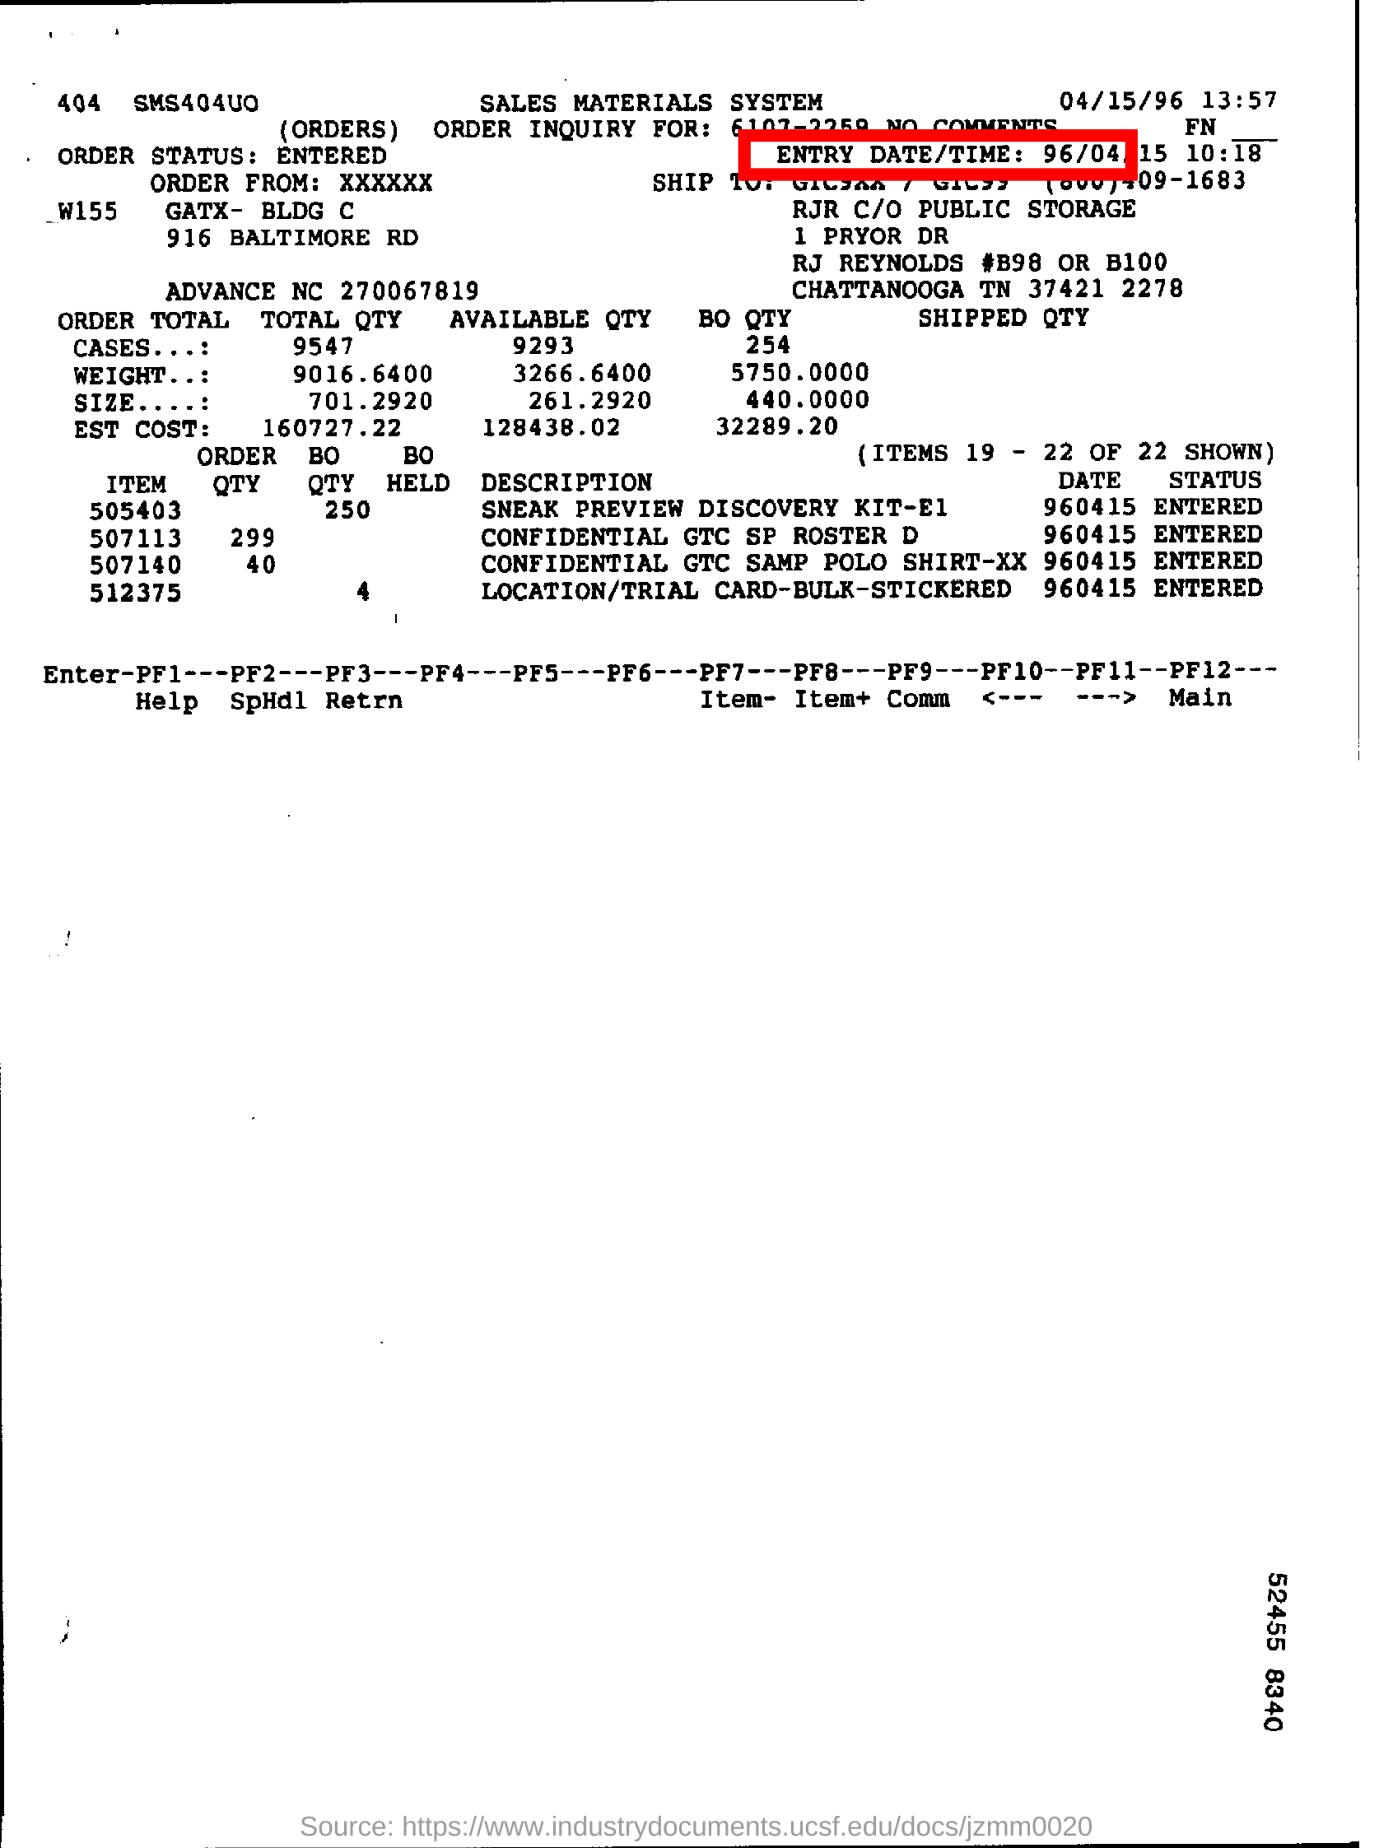 404 SMS404UO SALES MATERIALS SYSTEM 04/15/96 13:57
(ORDERS) ORDER INQUIRY FOR: 6107-2259 NO COMMENTS FN ___
ORDER STATUS: ENTERED ENTRY DATE/TIME: 96/04 15 10:18
ORDER FROM: XXXXXX SHIP TO: GTC9XX / GTC99 (800)409-1683
_W155 GATX- BLDG C RJR C/O PUBLIC STORAGE
916 BALTIMORE RD 1 PRYOR DR
RJ REYNOLDS #B98 OR B100
ADVANCE NC 270067819 CHATTANOOGA TN 37421 2278
ORDER TOTAL TOTAL QTY AVAILABLE QTY BO QTY SHIPPED QTY
CASES...: 9547 9293 254
WEIGHT..: 9016.6400 3266.6400 5750.0000
SIZE....: 701.2920 261.2920 440.0000
EST COST: 160727.22 128438.02 32289.20
ORDER BO BO (ITEMS 19 - 22 OF 22 SHOWN)
ITEM QTY QTY HELD DESCRIPTION DATE STATUS
505403 250 SNEAK PREVIEW DISCOVERY KIT-E1 960415 ENTERED
507113 299 CONFIDENTIAL GTC SP ROSTER D 960415 ENTERED
507140 40 CONFIDENTIAL GTC SAMP POLO SHIRT-XX 960415 ENTERED
512375 4 LOCATION/TRIAL CARD-BULK-STICKERED 960415 ENTERED
Enter-PF1---PF2---PF3---PF4---PF5---PF6---PF7---PF8---PF9---PF10--PF11--PF12---
Help SpHdl Retrn Item- Item+ Comm <--- ---> Main
52455 8340
Source: https://www.industrydocuments.ucsf.edu/docs/jzmm0020